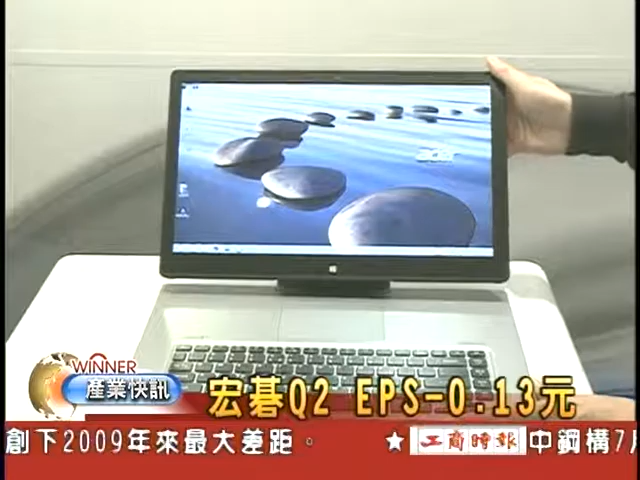 WINNER
產業快訊
宏碁Q2 EPS-0.13元
創下2009年來最大差距。 ★ 工商時報 中鋼構7月